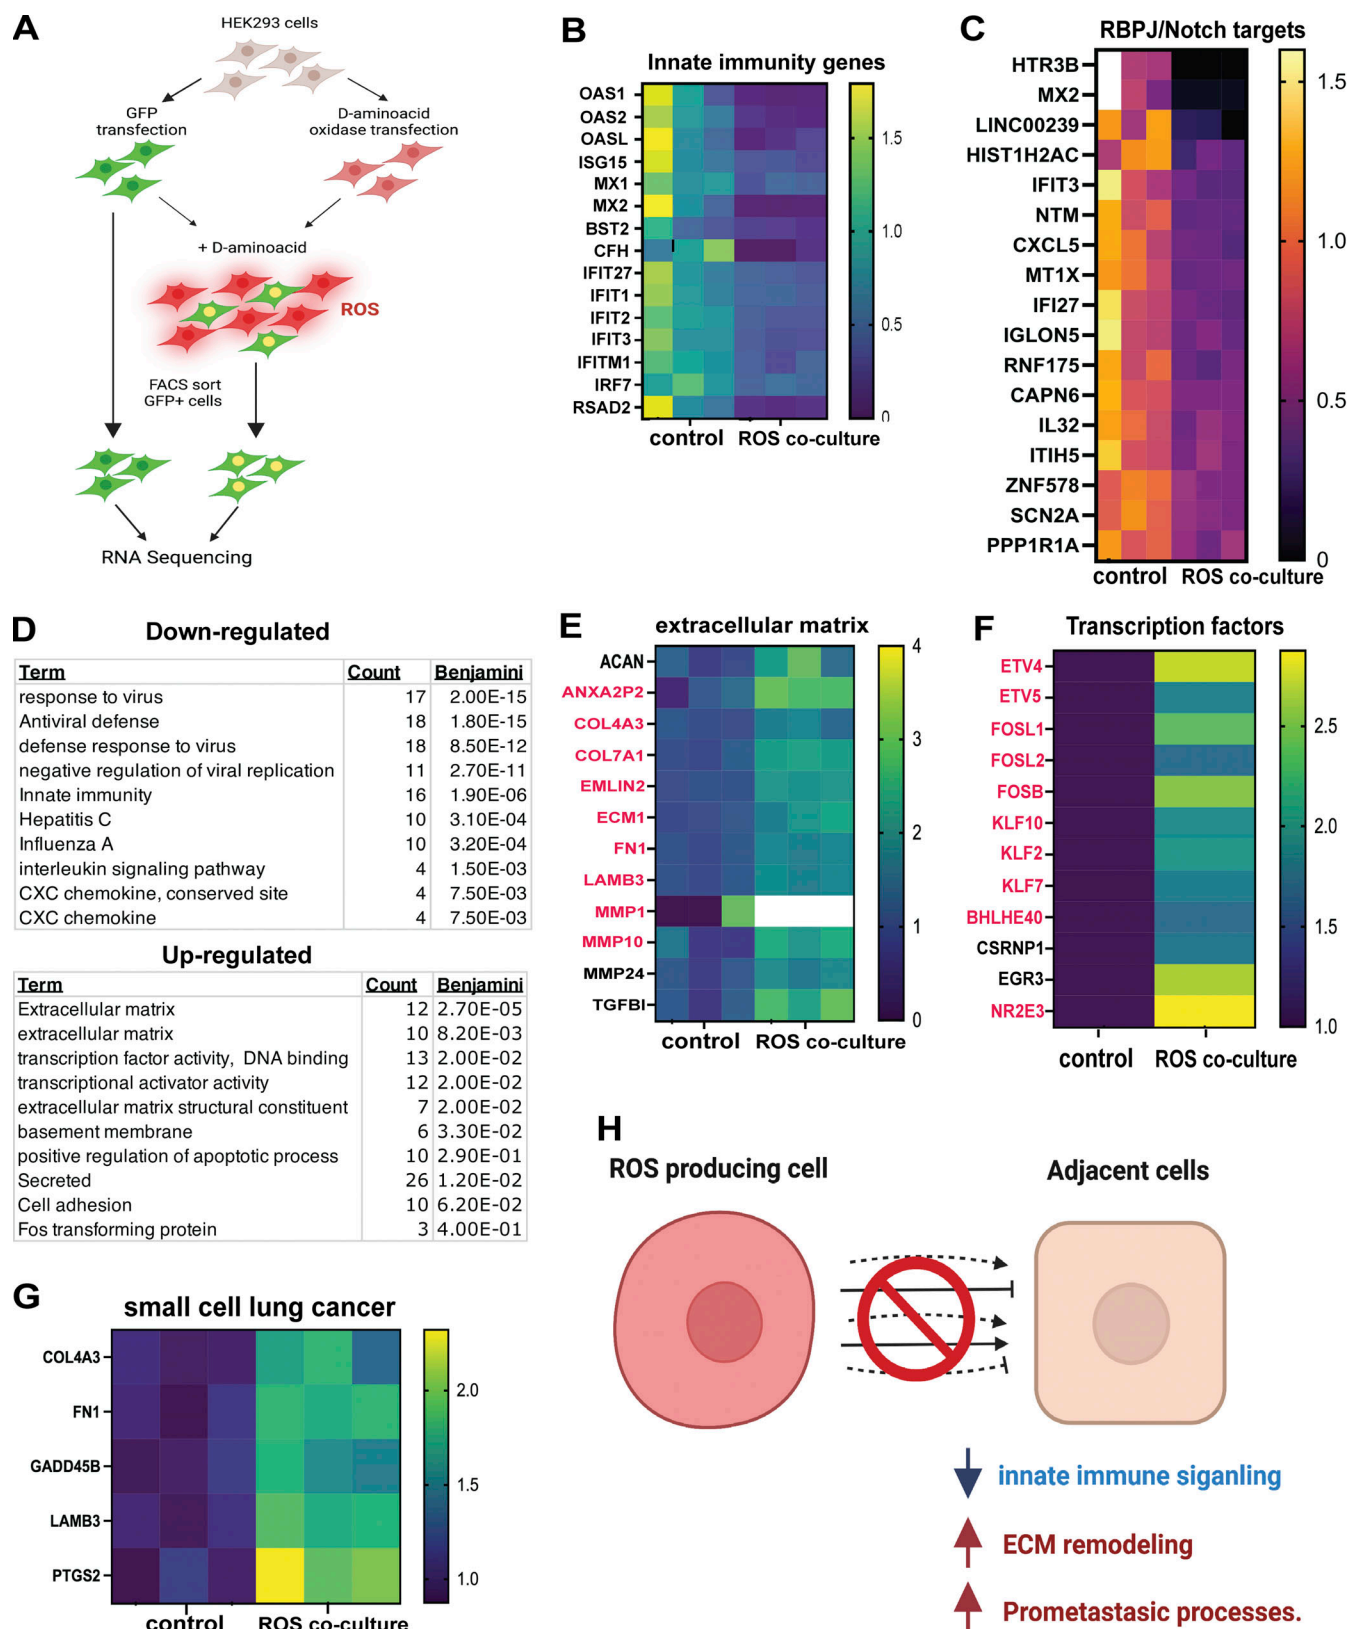 A
HEK293 cells
GFP
transfection
D-aminoacid
oxidase transfection
+ D-aminoacid
ROS
FACS sort
GFP+ cells
RNA Sequencing
B
Innate immunity genes
OAS1
OAS2
OASL
ISG15
MX1
MX2
BST2
CFH
IFIT27
IFIT1
IFIT2
IFIT3
IFITM1
IRF7
RSAD2
1.5
1.0
0.5
0
control ROS co-culture
C
RBPJ/Notch targets
HTR3B
MX2
LINC00239
HIST1H2AC
IFIT3
NTM
CXCL5
MT1X
IFI27
IGLON5
RNF175
CAPN6
IL32
ITIH5
ZNF578
SCN2A
PPP1R1A
1.5
1.0
0.5
0
control ROS co-culture
D
Down-regulated
Term Count Benjamini
response to virus 17 2.00E-15
Antiviral defense 18 1.80E-15
defense response to virus 18 8.50E-12
negative regulation of viral replication 11 2.70E-11
Innate immunity 16 1.90E-06
Hepatitis C 10 3.10E-04
Influenza A 10 3.20E-04
interleukin signaling pathway 4 1.50E-03
CXC chemokine, conserved site 4 7.50E-03
CXC chemokine 4 7.50E-03
Up-regulated
Term Count Benjamini
Extracellular matrix 12 2.70E-05
extracellular matrix 10 8.20E-03
transcription factor activity, DNA binding 13 2.00E-02
transcriptional activator activity 12 2.00E-02
extracellular matrix structural constituent 7 2.00E-02
basement membrane 6 3.30E-02
positive regulation of apoptotic process 10 2.90E-01
Secreted 26 1.20E-02
Cell adhesion 10 6.20E-02
Fos transforming protein 3 4.00E-01
E
extracellular matrix
ACAN
ANXA2P2
COL4A3
COL7A1
EMLIN2
ECM1
FN1
LAMB3
MMP1
MMP10
MMP24
TGFBI
4
3
2
1
0
control ROS co-culture
F
Transcription factors
ETV4
ETV5
FOSL1
FOSL2
FOSB
KLF10
KLF2
KLF7
BHLHE40
CSRNP1
EGR3
NR2E3
2.5
2.0
1.5
1.0
control ROS co-culture
G
small cell lung cancer
COL4A3
FN1
GADD45B
LAMB3
PTGS2
2.0
1.5
1.0
control ROS co-culture
H
ROS producing cell
Adjacent cells
innate immune siganling
ECM remodeling
Prometastasic processes.